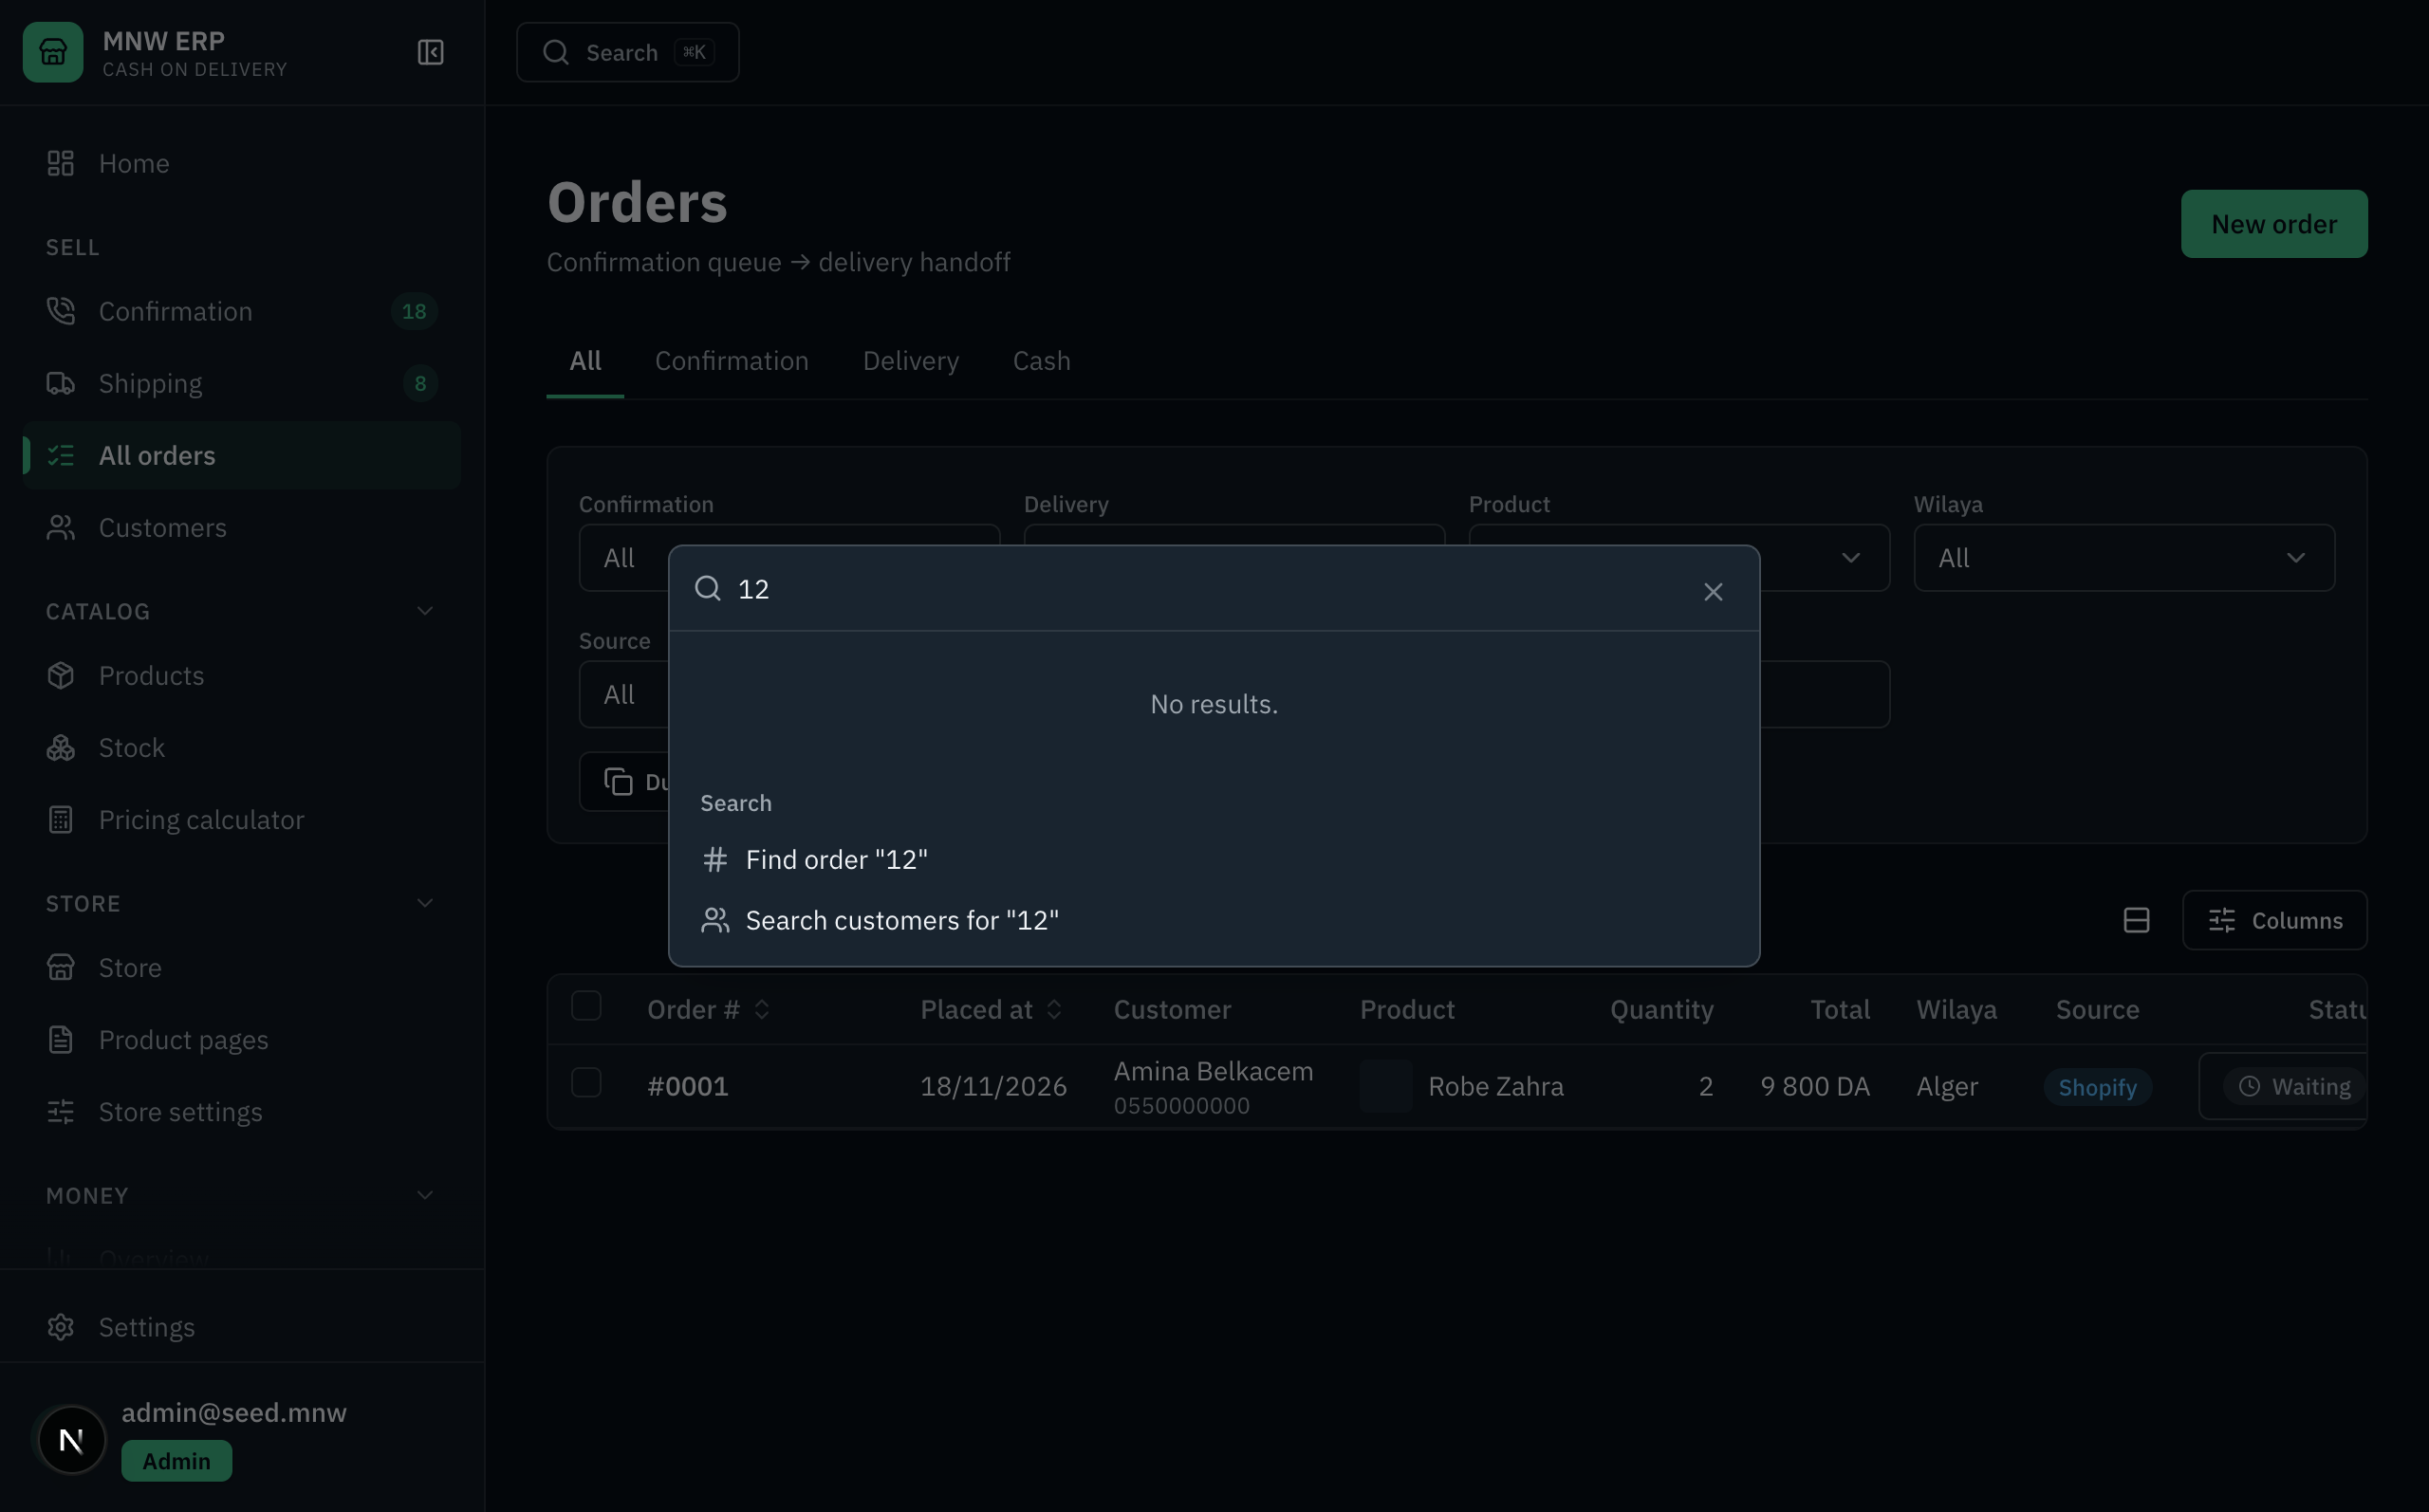 MNW ERP
CASH ON DELIVERY
Search ⌘K
Home
SELL
Confirmation 18
Shipping 8
All orders
Customers
CATALOG
Products
Stock
Pricing calculator
STORE
Store
Product pages
Store settings
MONEY
Overview
Settings
admin@seed.mnw
Admin
Orders
Confirmation queue → delivery handoff
New order
All Confirmation Delivery Cash
Confirmation Delivery Product Wilaya
All All
Source
All
12
No results.
Search
# Find order "12"
Search customers for "12"
Columns
Order # Placed at Customer Product Quantity Total Wilaya Source
#0001 18/11/2026 Amina Belkacem Robe Zahra 2 9 800 DA Alger Shopify Waiting
0550000000